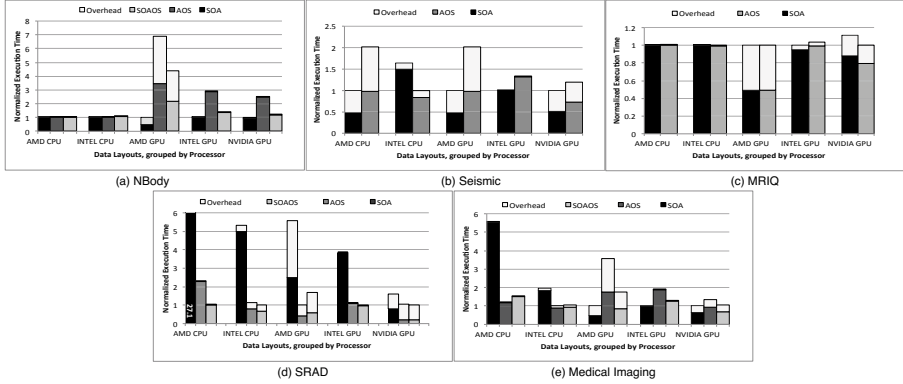 Overhead SOAOS AOS SOA
8
7
6
5
4
3
2
1
0
Normalized Execution Time
AMD CPU INTEL CPU AMD GPU INTEL GPU NVIDIA GPU
Data Layouts, grouped by Processor
(a) NBody
Overhead AOS SOA
2.5
2
1.5
1
0.5
0
Normalized Execution Time
AMD CPU INTEL CPU AMD GPU INTEL GPU NVIDIA GPU
Data Layouts, grouped by Processor
(b) Seismic
Overhead AOS SOA
1.2
1
0.8
0.6
0.4
0.2
0
Normalized Execution Time
AMD CPU INTEL CPU AMD GPU INTEL GPU NVIDIA GPU
Data Layouts, grouped by Processor
(c) MRIQ
Overhead SOAOS AOS SOA
6
5
4
3
2
1
0
Normalized Execution Time
27.1
AMD CPU INTEL CPU AMD GPU INTEL GPU NVIDIA GPU
Data Layouts, grouped by Processor
(d) SRAD
Overhead SOAOS AOS SOA
6
5
4
3
2
1
0
Normalized Execution Time
AMD CPU INTEL CPU AMD GPU INTEL GPU NVIDIA GPU
Data Layouts, grouped by Processor
(e) Medical Imaging